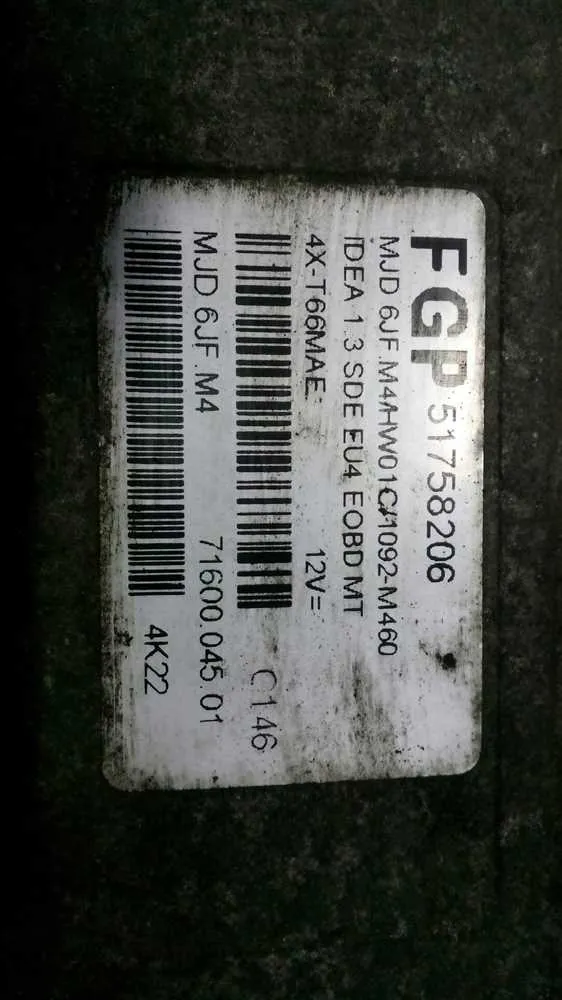 FGP 51758206
MJD 6JF.M4/HW01C/1092-M460
IDEA 1.3 SDE EU4 EOBD MT
4X-T66MAE: 12V=
C146
MJD 6JF.M4 71600.045.01
4K22